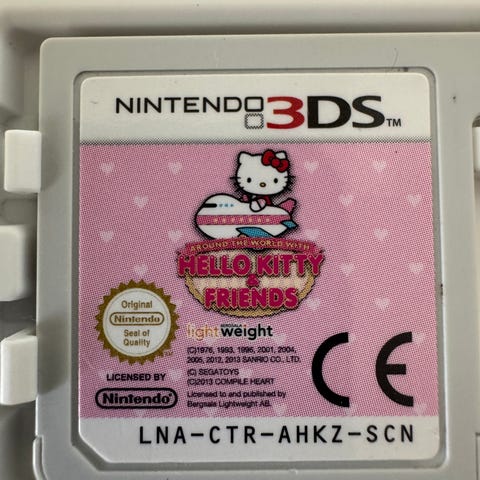 NINTENDO 3DS™
AROUND THE WORLD WITH
HELLO KITTY
&
FRIENDS
Original
Nintendo
Seal of
Quality
BERGSALA
lightweight
(C)1976, 1993, 1996, 2001, 2004,
2005, 2012, 2013 SANRIO CO., LTD.
(C) SEGATOYS
(C)2013 COMPILE HEART
Licensed to and published by
Bergsala Lightweight AB.
LICENSED BY
Nintendo
CE
LNA-CTR-AHKZ-SCN